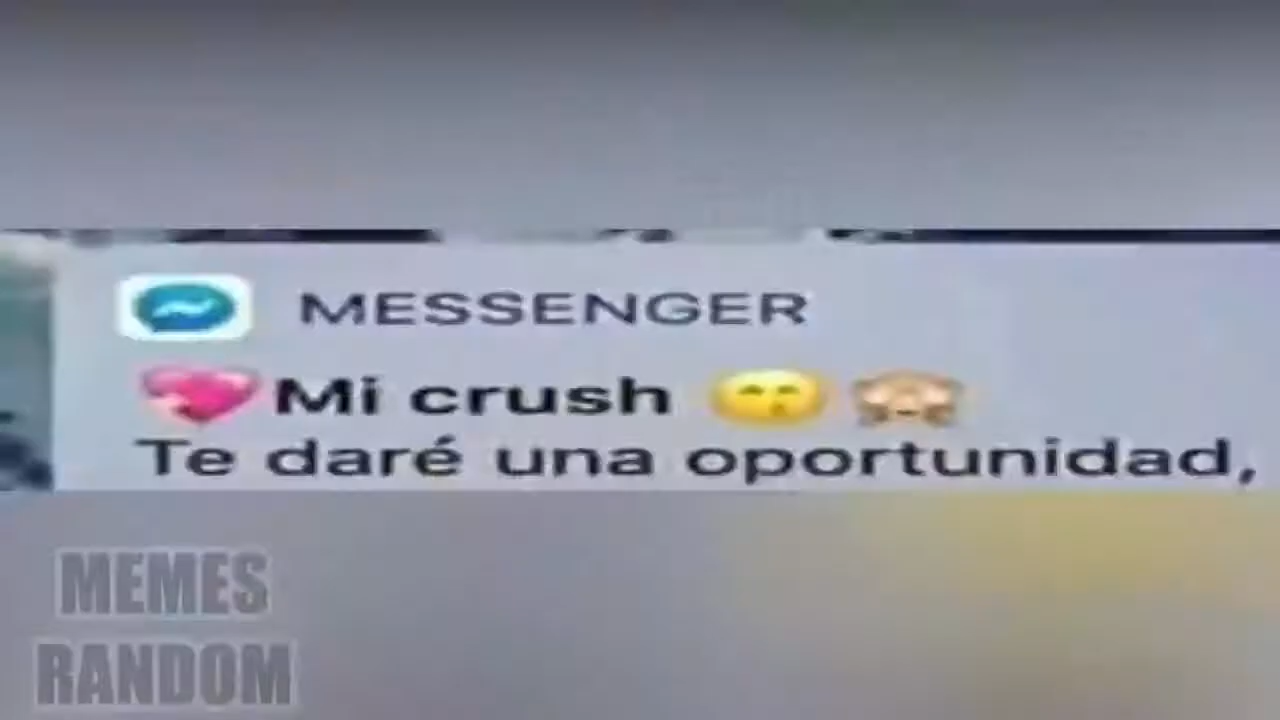 MESSENGER
💖Mi crush 😙🙈
Te daré una oportunidad,
MEMES
RANDOM